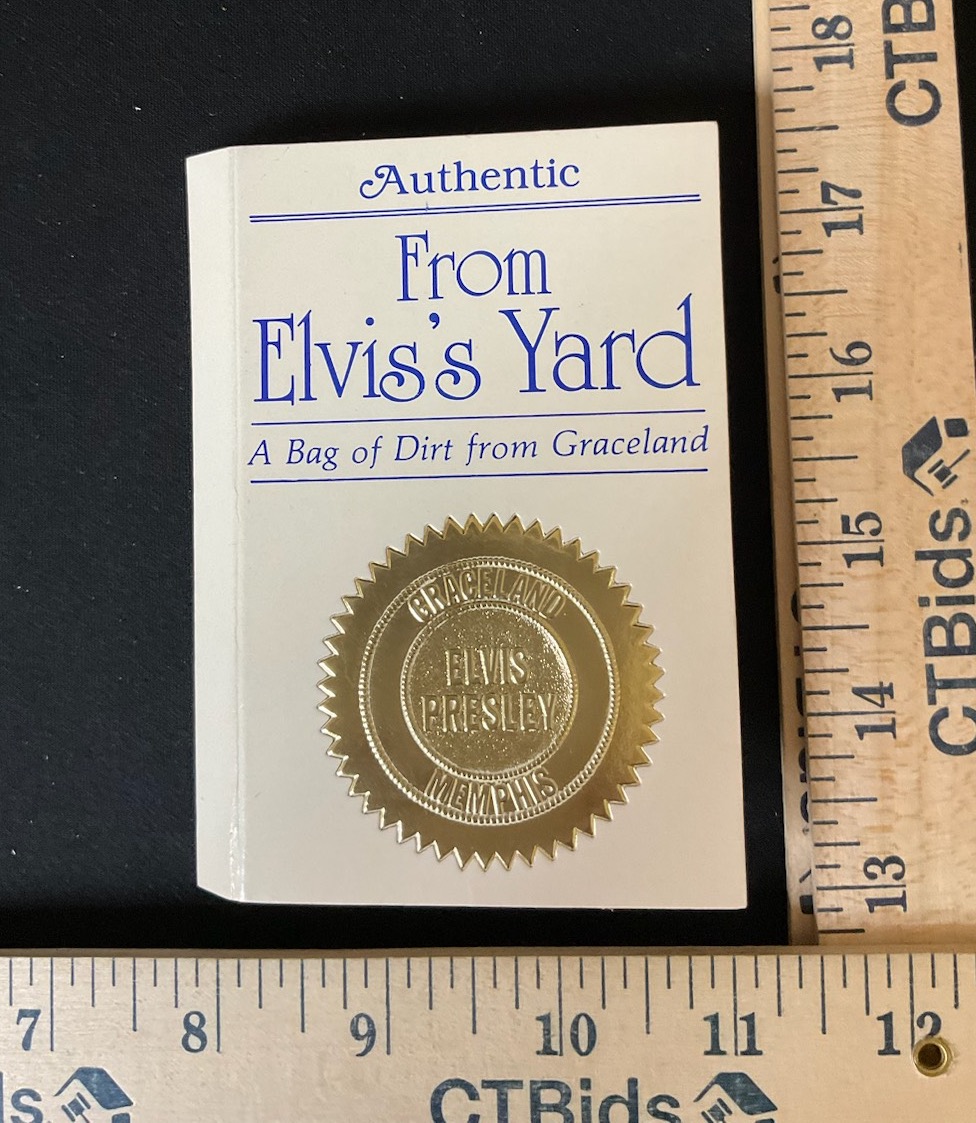 Authentic
From
Elvis's Yard
A Bag of Dirt from Graceland
GRACELAND
ELVIS
PRESLEY
MEMPHIS
18
17
16
15
14
13
CTB
CTBids
7
8
9
10
11
12
s
CTBids